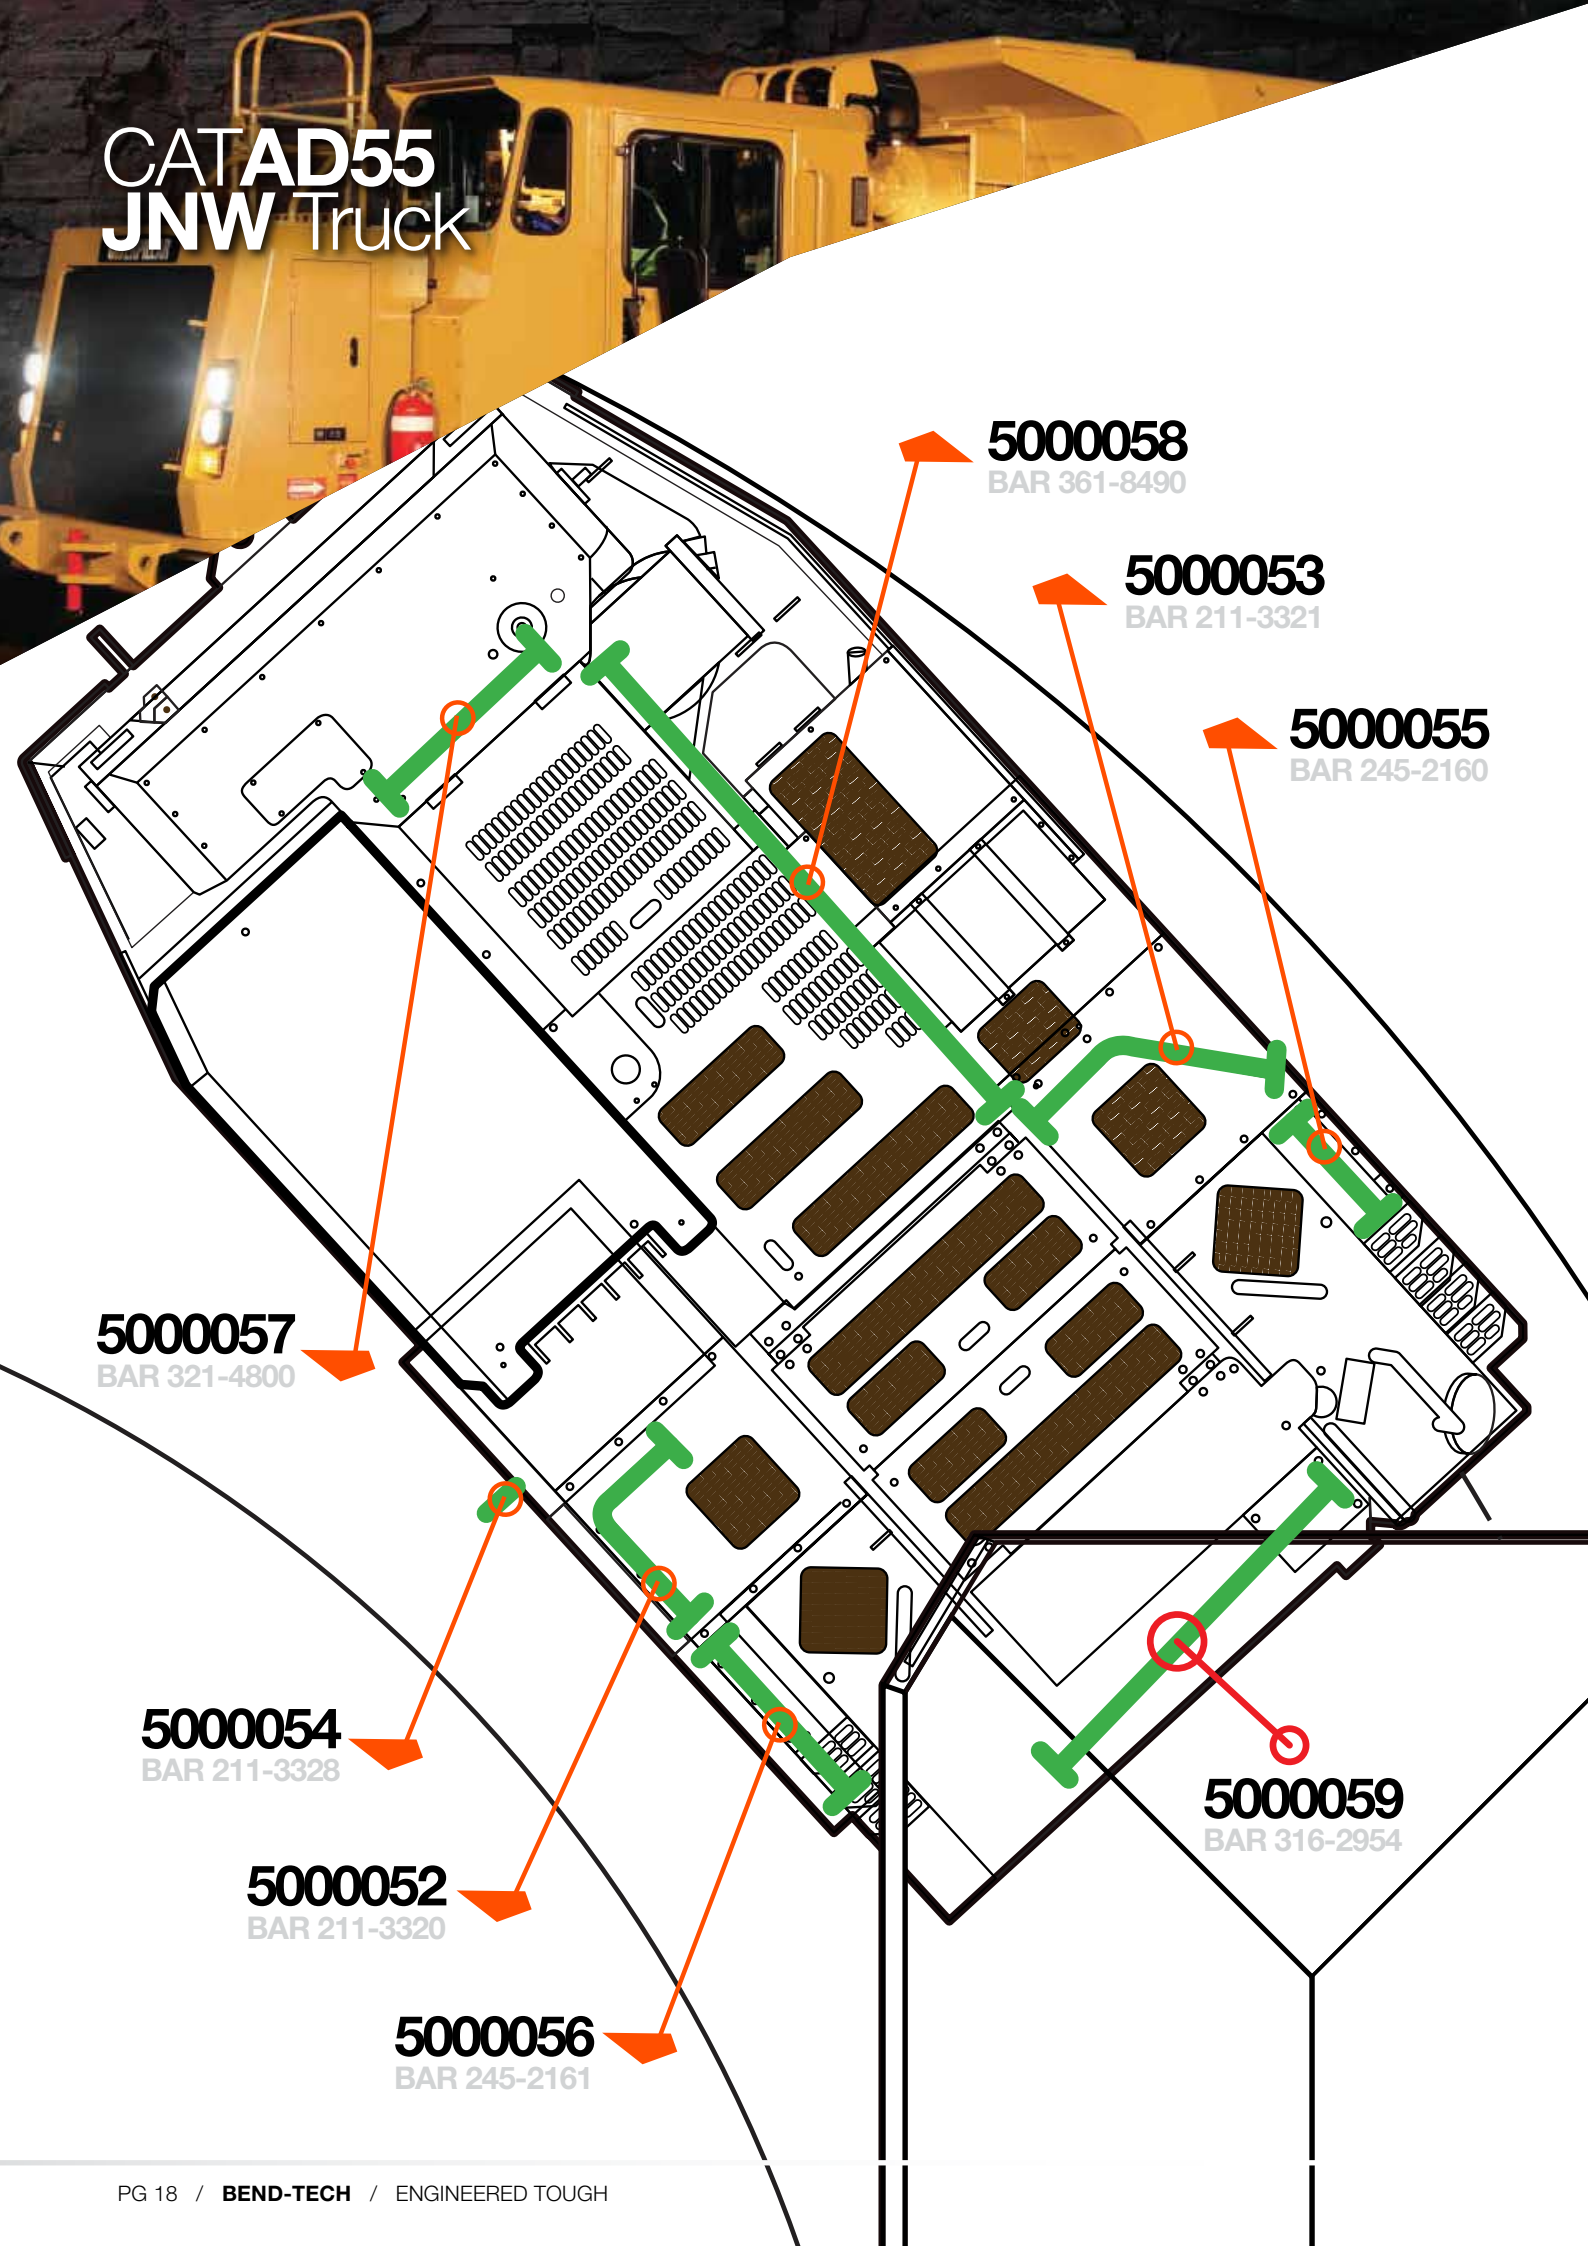 CATAD55
JNW Truck
5000058
BAR 361-8490
5000053
BAR 211-3321
5000055
BAR 245-2160
5000057
BAR 321-4800
5000054
BAR 211-3328
5000059
BAR 316-2954
5000052
BAR 211-3320
5000056
BAR 245-2161
PG 18 / BEND-TECH / ENGINEERED TOUGH